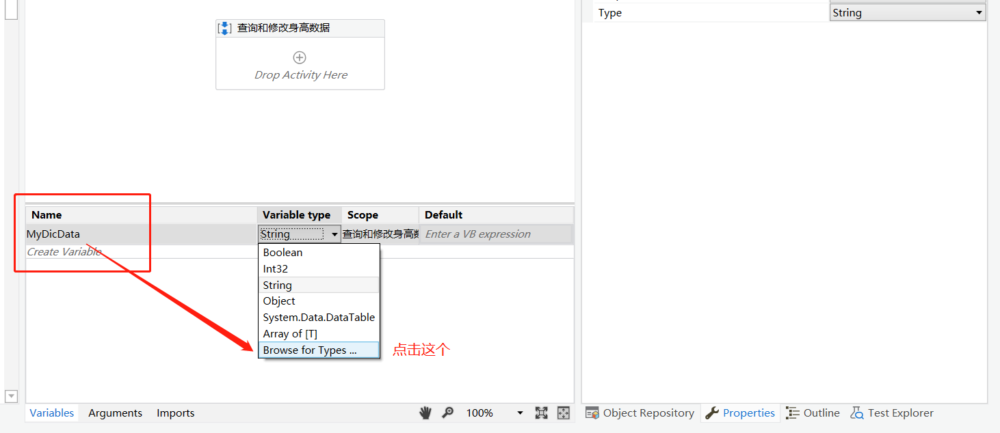 Type
String
查询和修改身高数据
Drop Activity Here
Name
Variable type
Scope
Default
MyDicData
String
查询和修改身高数
Enter a VB expression
Create Variable
Boolean
Int32
String
Object
System.Data.DataTable
Array of [T]
Browse for Types ...
点击这个
Variables
Arguments
Imports
100%
Object Repository
Properties
Outline
Test Explorer